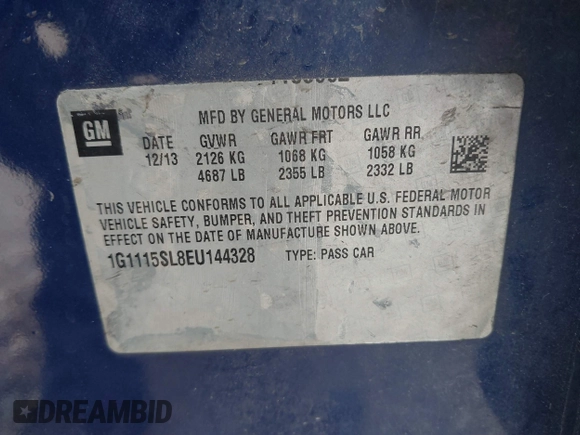 MFD BY GENERAL MOTORS LLC
GM
DATE GVWR GAWR FRT GAWR RR
12/13 2126 KG 1068 KG 1058 KG
4687 LB 2355 LB 2332 LB
THIS VEHICLE CONFORMS TO ALL APPLICABLE U.S. FEDERAL MOTOR
VEHICLE SAFETY, BUMPER, AND THEFT PREVENTION STANDARDS IN
EFFECT ON THE DATE OF MANUFACTURE SHOWN ABOVE.
1G1115SL8EU144328 TYPE: PASS CAR
DREAMBID